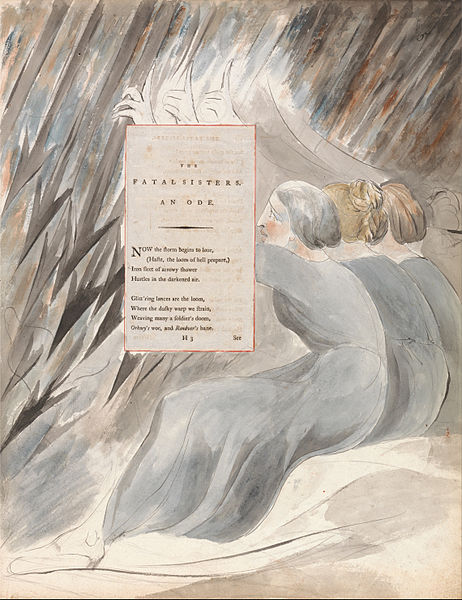 THE
FATAL SISTERS.
AN ODE.
NOW the ſtorm begins to lour,
(Haſte, the loom of hell prepare,)
Iron ſleet of arrowy ſhower
Hurtles in the darkened air.
Glitt'ring lances are the loom,
Where the duſky warp we ſtrain,
Weaving many a ſoldier's doom,
Orkney's woe, and Randver's bane.
H 3 See